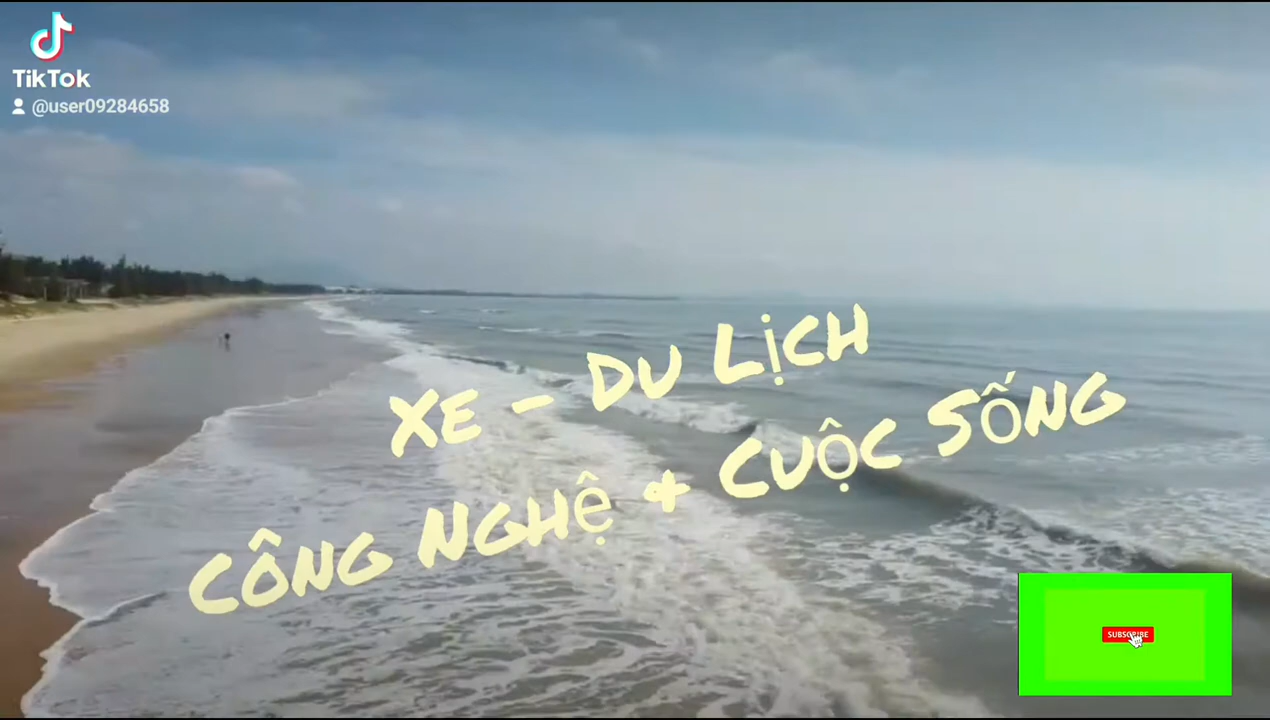 TikTok
@user09284658
Xe - Du Lịch
Công Nghệ & Cuộc Sống
SUBSCRIBE